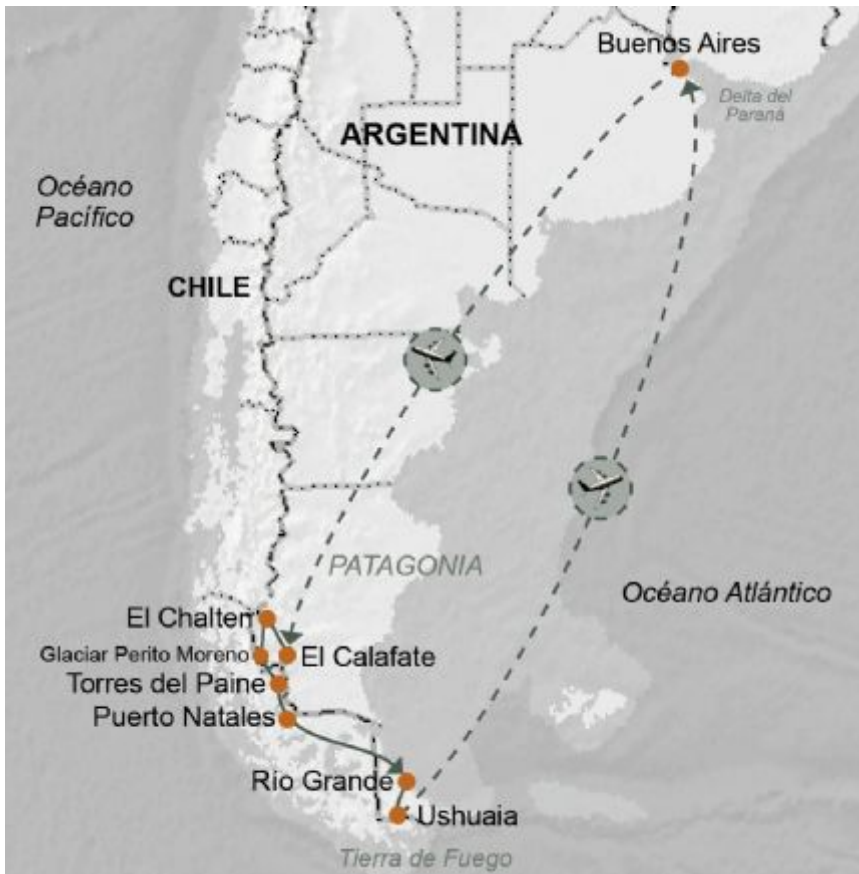 Buenos Aires
Delta del
Paraná
ARGENTINA
Océano
Pacífico
CHILE
PATAGONIA
Océano Atlántico
El Chalten
Glaciar Perito Moreno
El Calafate
Torres del Paine
Puerto Natales
Río Grande
Ushuaia
Tierra de Fuego